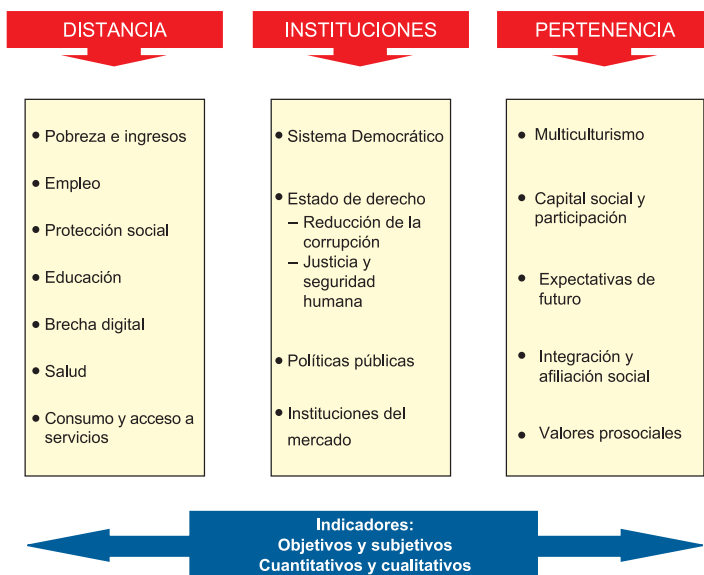 DISTANCIA
• Pobreza e ingresos
• Empleo
• Protección social
• Educación
• Brecha digital
• Salud
• Consumo y acceso a
servicios
INSTITUCIONES
• Sistema Democrático
• Estado de derecho
– Reducción de la
corrupción
– Justicia y
seguridad
humana
• Políticas públicas
• Instituciones del
mercado
PERTENENCIA
• Multiculturismo
• Capital social y
participación
• Expectativas de
futuro
• Integración y
afiliación social
• Valores prosociales
Indicadores:
Objetivos y subjetivos
Cuantitativos y cualitativos